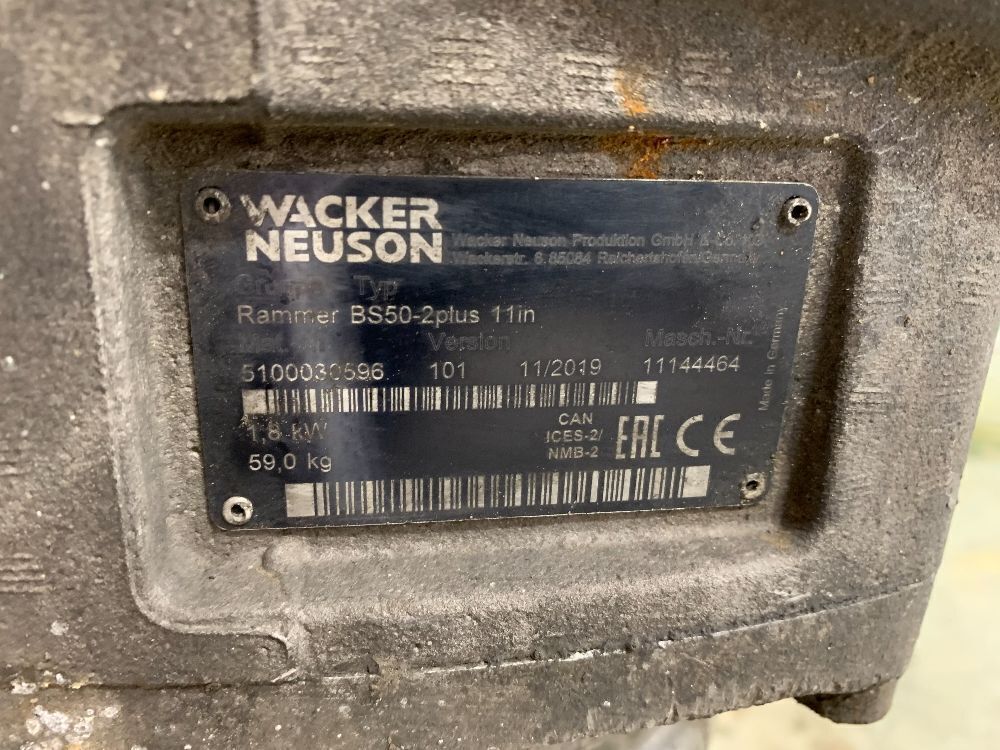 WACKER
NEUSON
Wacker Neuson Produktion GmbH & Co.
Wackerstr. 6 85084 Reichertshofen/Germany
Typ
Rammer BS50-2plus 11in
Version Masch.-Nr.
5100030596 101 11/2019 11144464
1,8 kW
59,0 kg
CAN
ICES-2/
NMB-2
EAC CE
Made in Germany